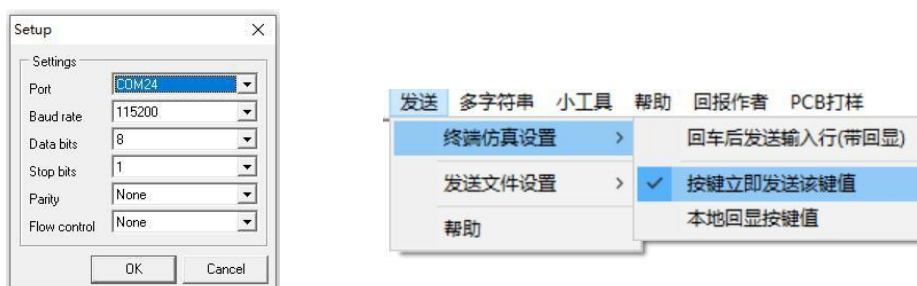 Setup
Settings
Port COM24
Baud rate 115200
Data bits 8
Stop bits 1
Parity None
Flow control None
OK Cancel
发送 多字符串 小工具 帮助 回报作者 PCB打样
终端仿真设置 >
发送文件设置 >
帮助
回车后发送输入行(带回显)
按键立即发送该键值
本地回显按键值